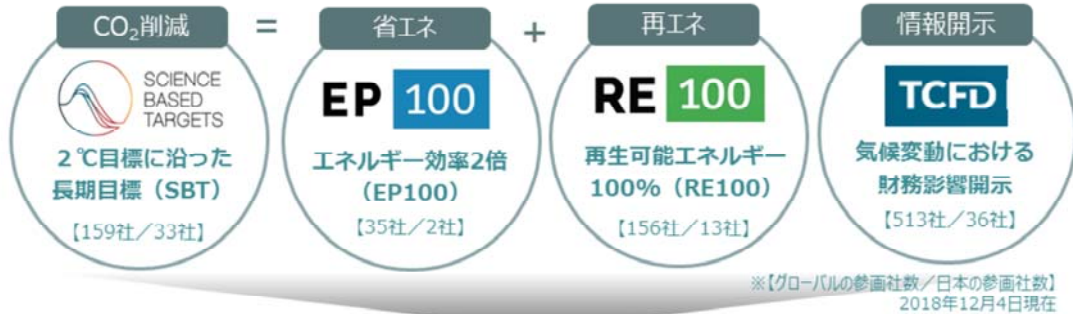 CO₂削減
=
省エネ
+
再エネ
情報開示
SCIENCE
BASED
TARGETS
2℃目標に沿った
長期目標（SBT）
【159社／33社】
EP 100
エネルギー効率2倍
（EP100）
【35社／2社】
RE 100
再生可能エネルギー
100%（RE100）
【156社／13社】
TCFD
気候変動における
財務影響開示
【513社／36社】
※【グローバルの参画社数／日本の参画社数】
2018年12月4日現在